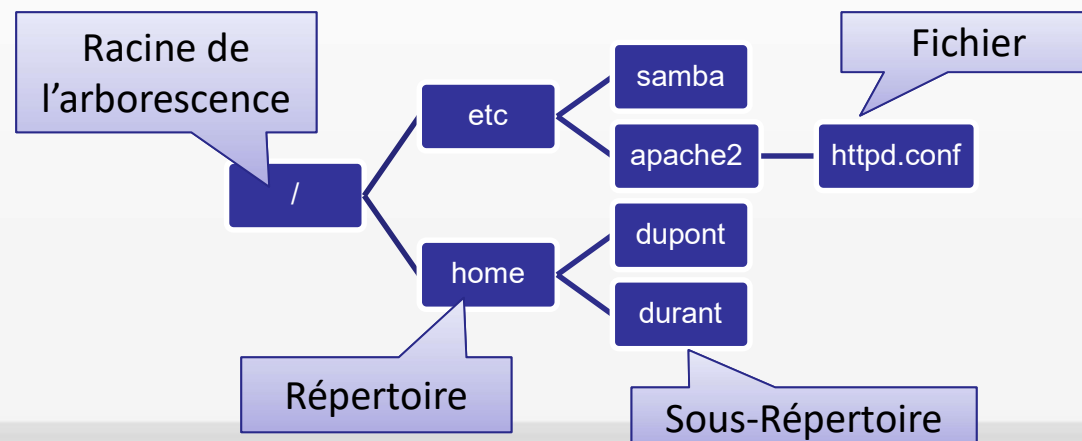 Racine de
l’arborescence
Fichier
samba
etc
apache2
httpd.conf
/
dupont
home
durant
Répertoire
Sous-Répertoire